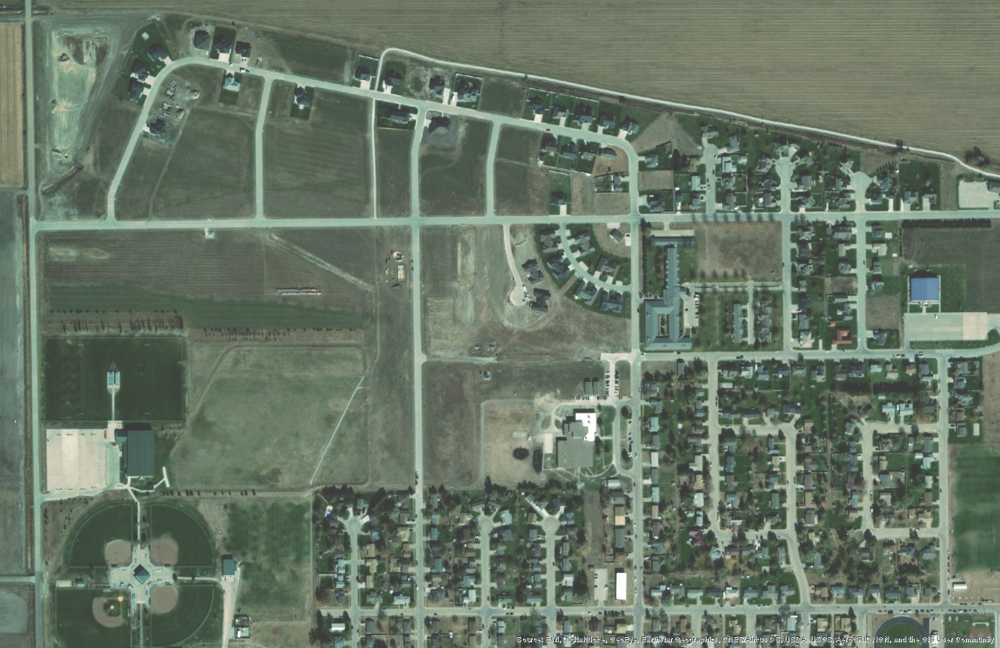 Source: Esri, DigitalGlobe, GeoEye, Earthstar Geographics, CNES/Airbus DS, USDA, USGS, AeroGRID, IGN, and the GIS User Community